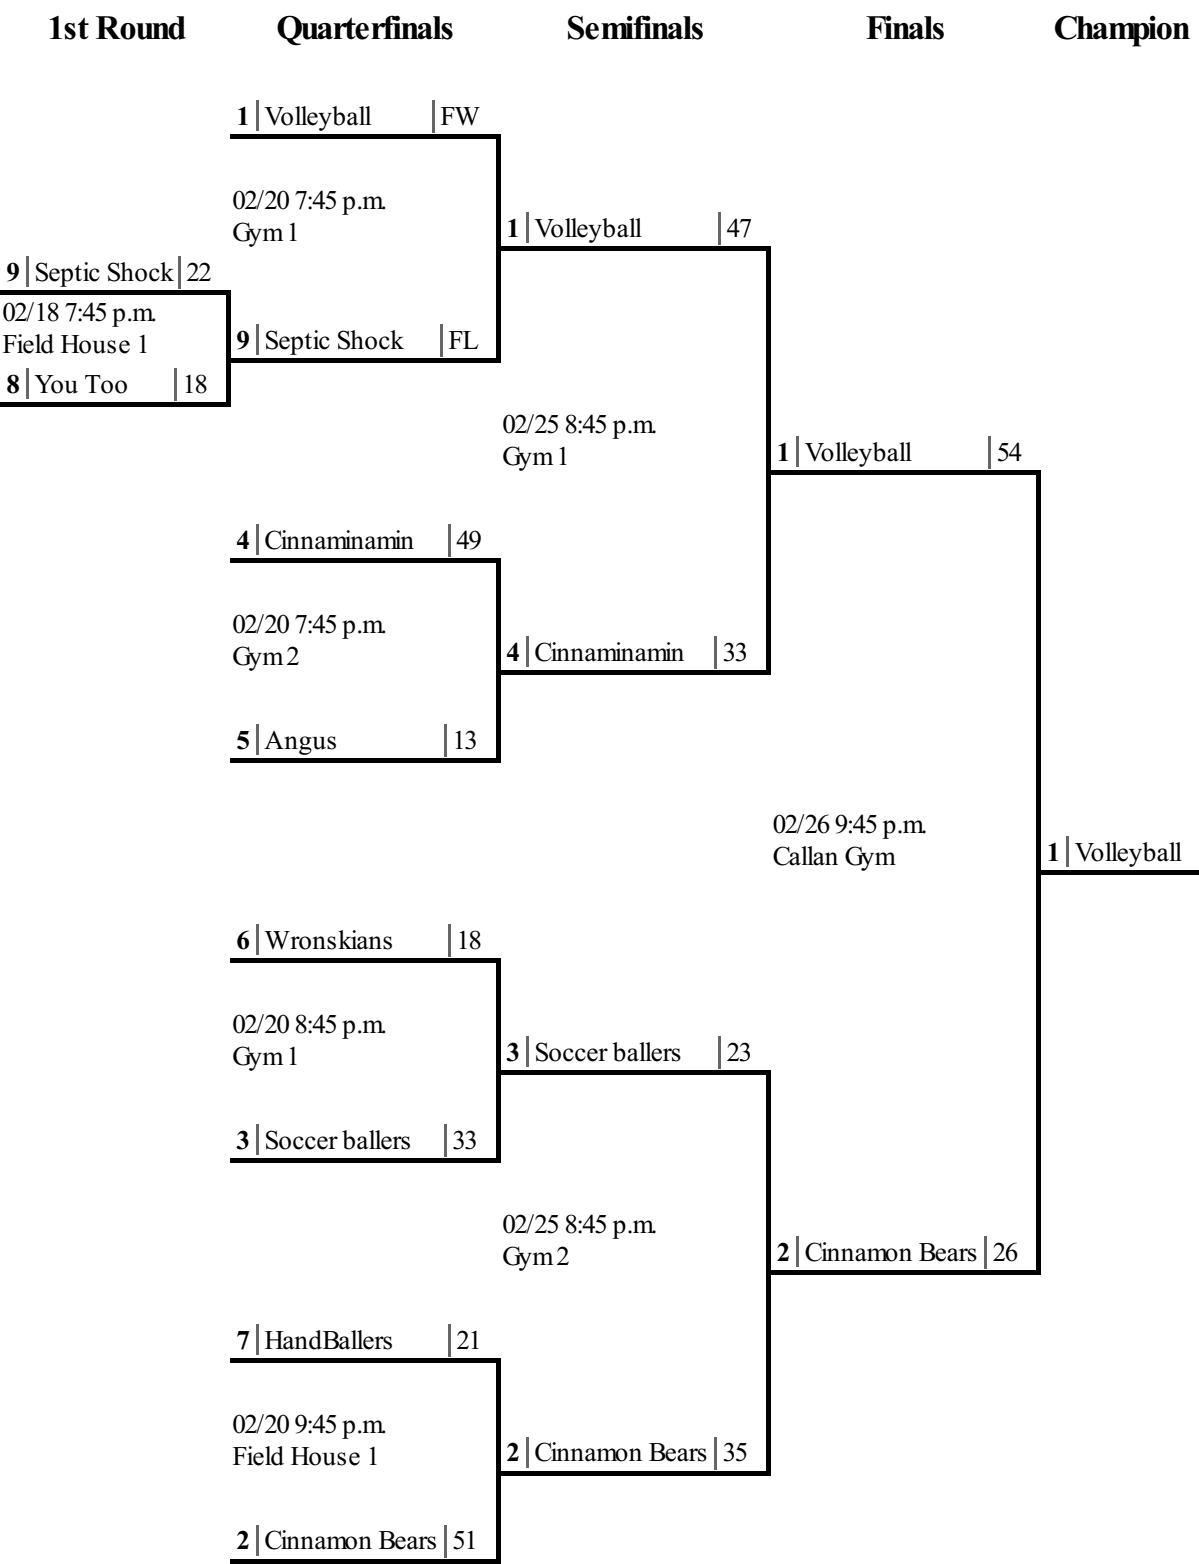 1st Round Quarterfinals Semifinals Finals Champion
1 Volleyball FW
02/20 7:45 p.m.
Gym 1
1 Volleyball 47
9 Septic Shock 22
02/18 7:45 p.m.
Field House 1
9 Septic Shock FL
8 You Too 18
02/25 8:45 p.m.
Gym 1
1 Volleyball 54
4 Cinnaminamin 49
02/20 7:45 p.m.
Gym 2
4 Cinnaminamin 33
5 Angus 13
02/26 9:45 p.m.
Callan Gym
1 Volleyball
6 Wronskians 18
02/20 8:45 p.m.
Gym 1
3 Soccer ballers 23
3 Soccer ballers 33
02/25 8:45 p.m.
Gym 2
2 Cinnamon Bears 26
7 HandBallers 21
02/20 9:45 p.m.
Field House 1
2 Cinnamon Bears 35
2 Cinnamon Bears 51